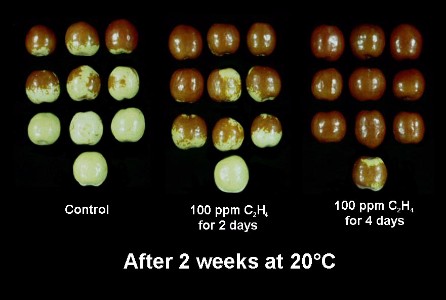 Control
100 ppm C₂H₄
for 2 days
100 ppm C₂H₄
for 4 days
After 2 weeks at 20°C